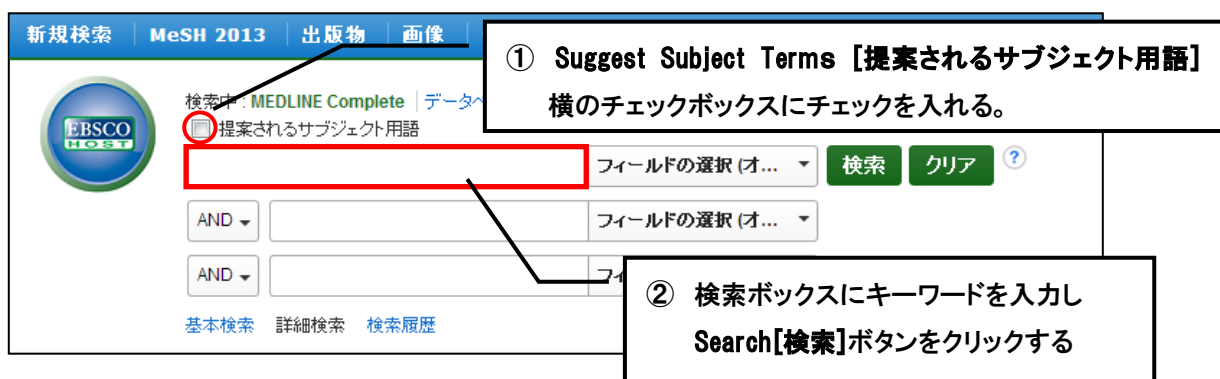 新規検索 MeSH 2013 出版物 画像
① Suggest Subject Terms [提案されるサブジェクト用語]
横のチェックボックスにチェックを入れる。
EBSCO
HOST
検索中: MEDLINE Complete データベ
提案されるサブジェクト用語
フィールドの選択 (オ... 検索 クリア ?
AND フィールドの選択 (オ...
AND
② 検索ボックスにキーワードを入力し
Search[検索]ボタンをクリックする
基本検索 詳細検索 検索履歴